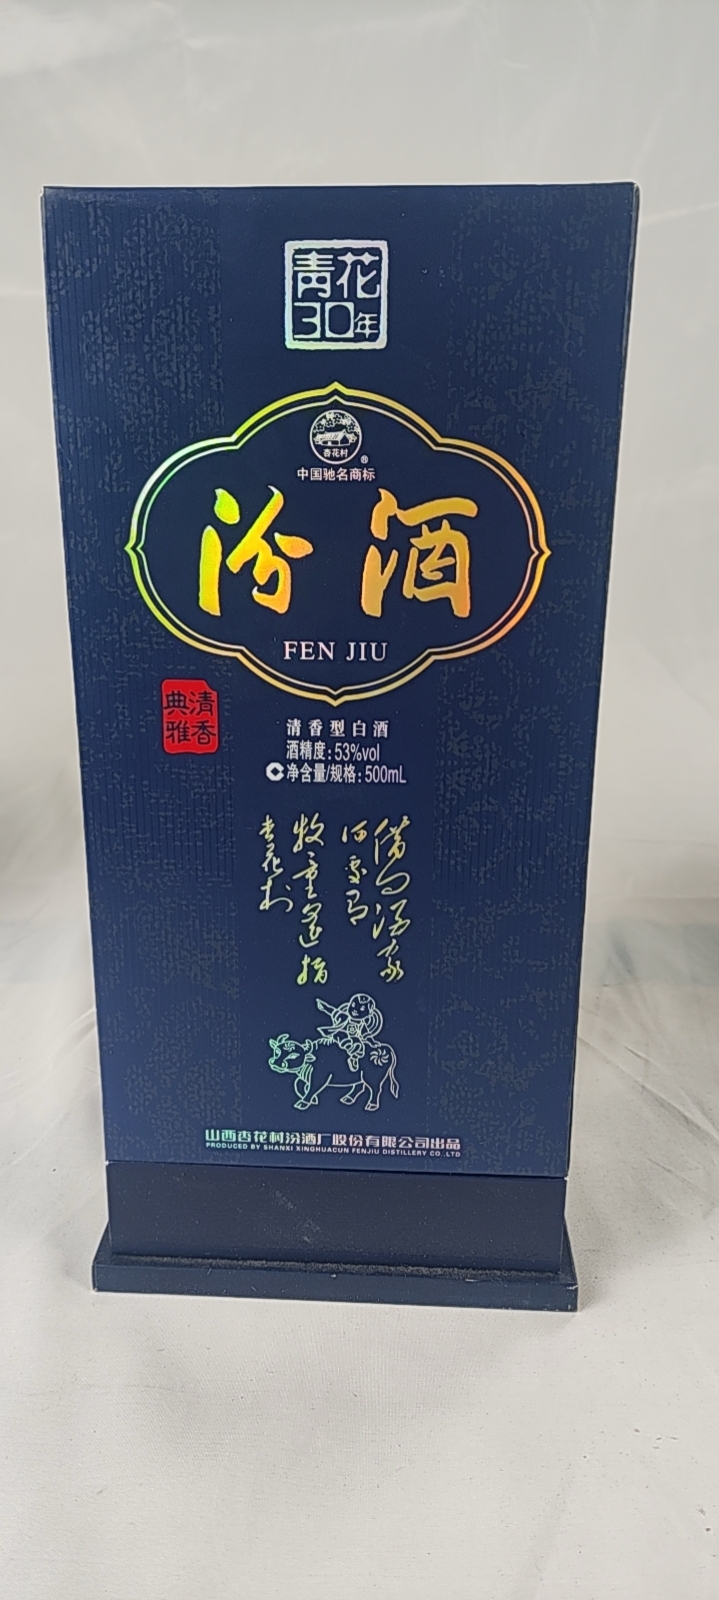 青花
30年
杏花村
®
中国驰名商标
汾酒
FEN JIU
清香
典雅
清香型白酒
酒精度:53%vol
净含量/规格:500mL
借问酒家
何处有
牧童遥指
杏花村
山西杏花村汾酒厂股份有限公司出品
PRODUCED BY SHANXI XINGHUACUN FENJIU DISTILLERY CO.,LTD